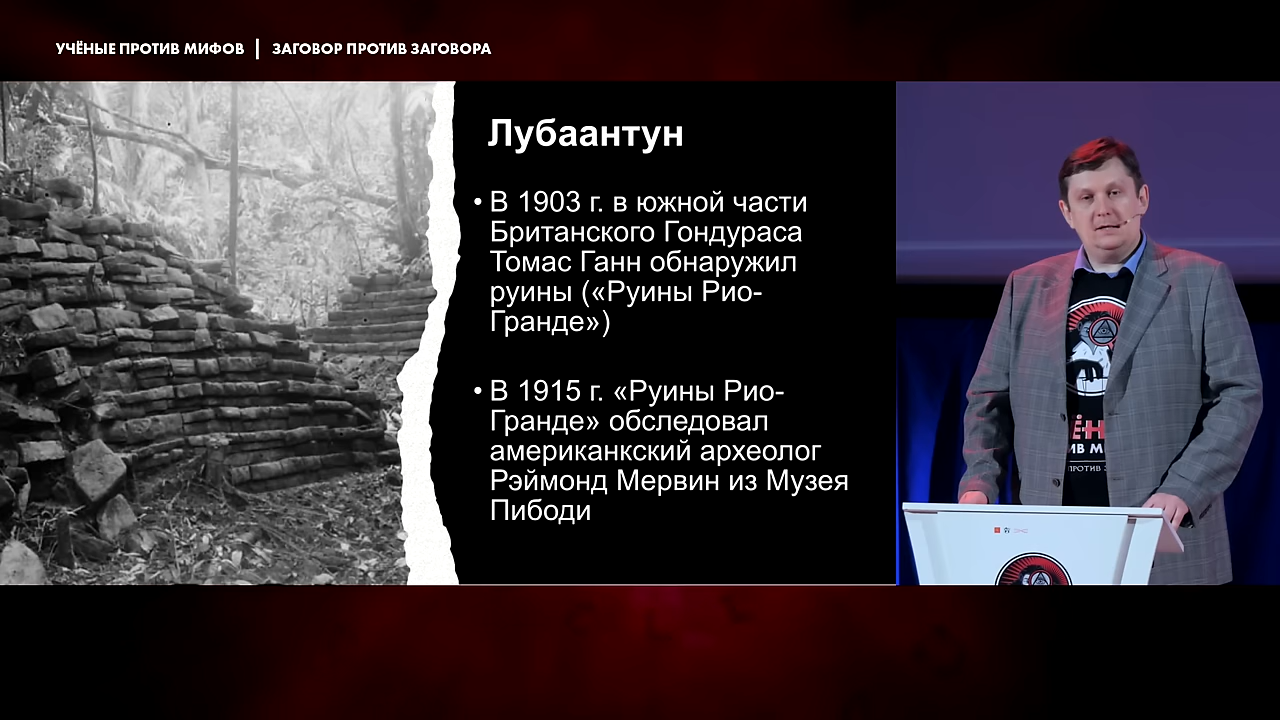 УЧЁНЫЕ ПРОТИВ МИФОВ | ЗАГОВОР ПРОТИВ ЗАГОВОРА
Лубаантун
• В 1903 г. в южной части
Британского Гондураса
Томас Ганн обнаружил
руины («Руины Рио-
Гранде»)
• В 1915 г. «Руины Рио-
Гранде» обследовал
американкский археолог
Рэймонд Мервин из Музея
Пибоди